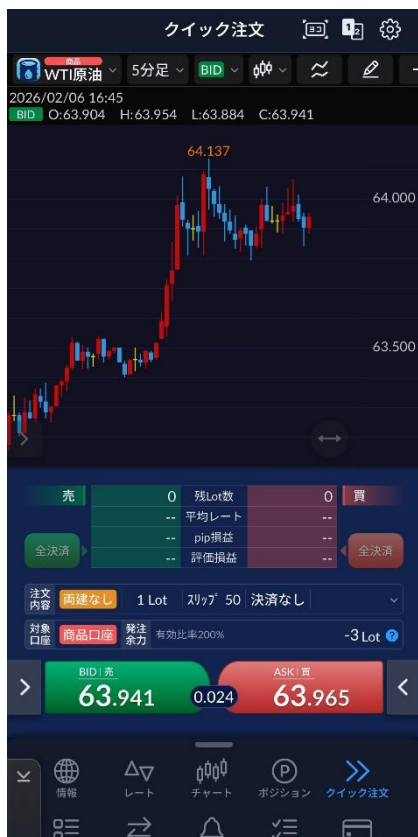 クイック注文
ヨコ
1 2
商品
WTI原油 5分足 BID
2026/02/06 16:45
BID O:63.904 H:63.954 L:63.884 C:63.941
64.137
64.000
63.500
売 0 残Lot数 0 買
-- 平均レート --
全決済 -- pip損益 -- 全決済
-- 評価損益 --
注文内容 両建なし 1 Lot スリップ 50 決済なし
対象口座 商品口座 発注余力 有効比率200% -3 Lot ?
BID 売 ASK 買
63.941 0.024 63.965
情報 レート チャート P ポジション クイック注文